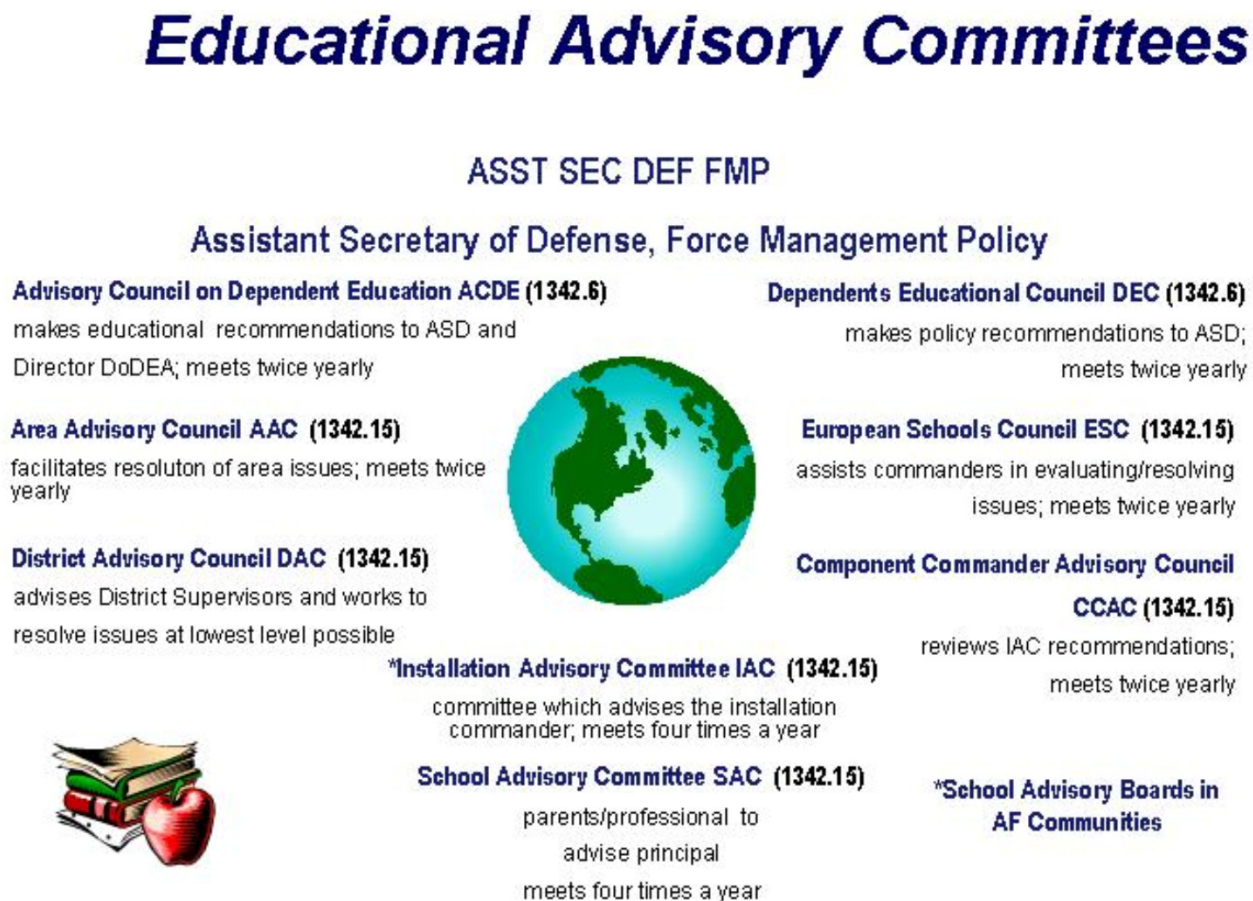 Educational Advisory Committees
ASST SEC DEF FMP
Assistant Secretary of Defense, Force Management Policy
Advisory Council on Dependent Education ACDE (1342.6)
makes educational recommendations to ASD and
Director DoDEA; meets twice yearly
Dependents Educational Council DEC (1342.6)
makes policy recommendations to ASD;
meets twice yearly
Area Advisory Council AAC (1342.15)
facilitates resoluton of area issues; meets twice
yearly
European Schools Council ESC (1342.15)
assists commanders in evaluating/resolving
issues; meets twice yearly
District Advisory Council DAC (1342.15)
advises District Supervisors and works to
resolve issues at lowest level possible
Component Commander Advisory Council
CCAC (1342.15)
reviews IAC recommendations;
meets twice yearly
*Installation Advisory Committee IAC (1342.15)
committee which advises the installation
commander; meets four times a year
School Advisory Committee SAC (1342.15)
parents/professional to
advise principal
meets four times a year
*School Advisory Boards in
AF Communities